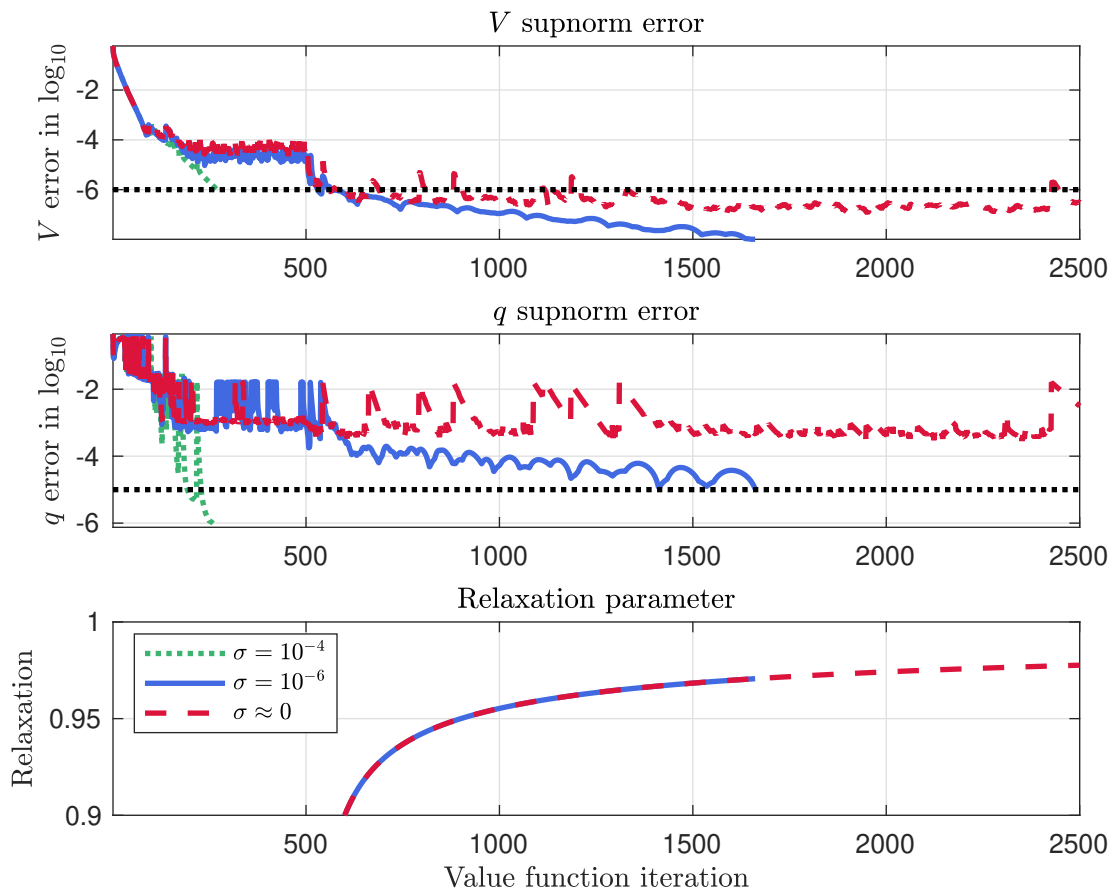 V supnorm error
V error in log₁₀
-2
-4
-6
500 1000 1500 2000 2500
q supnorm error
q error in log₁₀
-2
-4
-6
500 1000 1500 2000 2500
Relaxation parameter
Relaxation
1
0.95
0.9
σ = 10⁻⁴
σ = 10⁻⁶
σ ≈ 0
500 1000 1500 2000 2500
Value function iteration